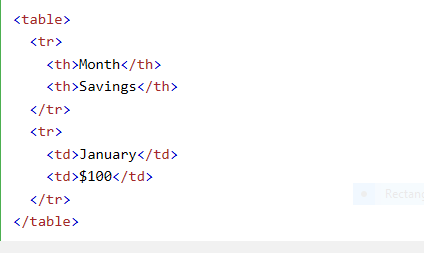 <table>
<tr>
<th>Month</th>
<th>Savings</th>
</tr>
<tr>
<td>January</td>
<td>$100</td>
</tr>
</table>